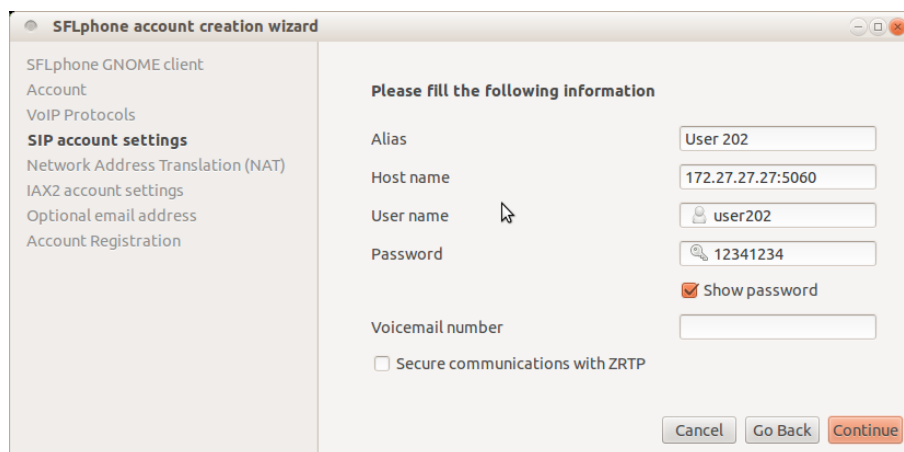 SFLphone account creation wizard
SFLphone GNOME client
Account
VoIP Protocols
SIP account settings
Network Address Translation (NAT)
IAX2 account settings
Optional email address
Account Registration
Please fill the following information
Alias User 202
Host name 172.27.27.27:5060
User name user202
Password 12341234
Show password
Voicemail number
Secure communications with ZRTP
Cancel Go Back Continue